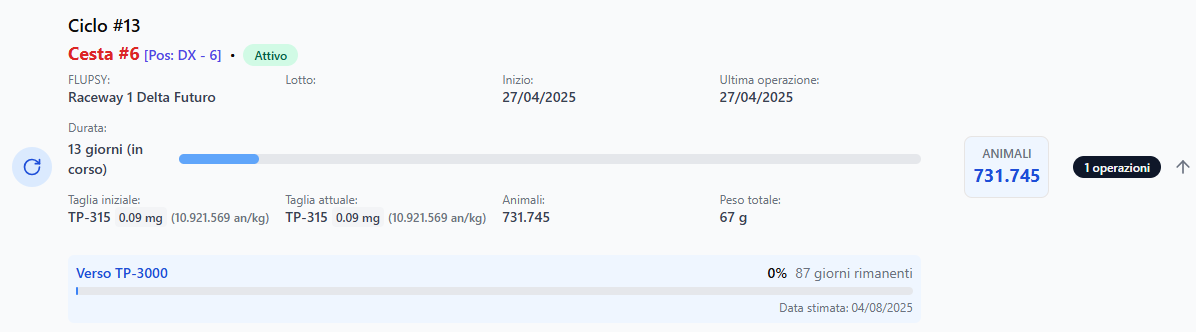 Ciclo #13
Cesta #6 [Pos: DX - 6] • Attivo
FLUPSY: Lotto: Inizio: Ultima operazione:
Raceway 1 Delta Futuro 27/04/2025 27/04/2025
Durata:
13 giorni (in
corso)
ANIMALI
731.745
1 operazioni
Taglia iniziale: Taglia attuale: Animali: Peso totale:
TP-315 0.09 mg (10.921.569 an/kg) TP-315 0.09 mg (10.921.569 an/kg) 731.745 67 g
Verso TP-3000 0% 87 giorni rimanenti
Data stimata: 04/08/2025